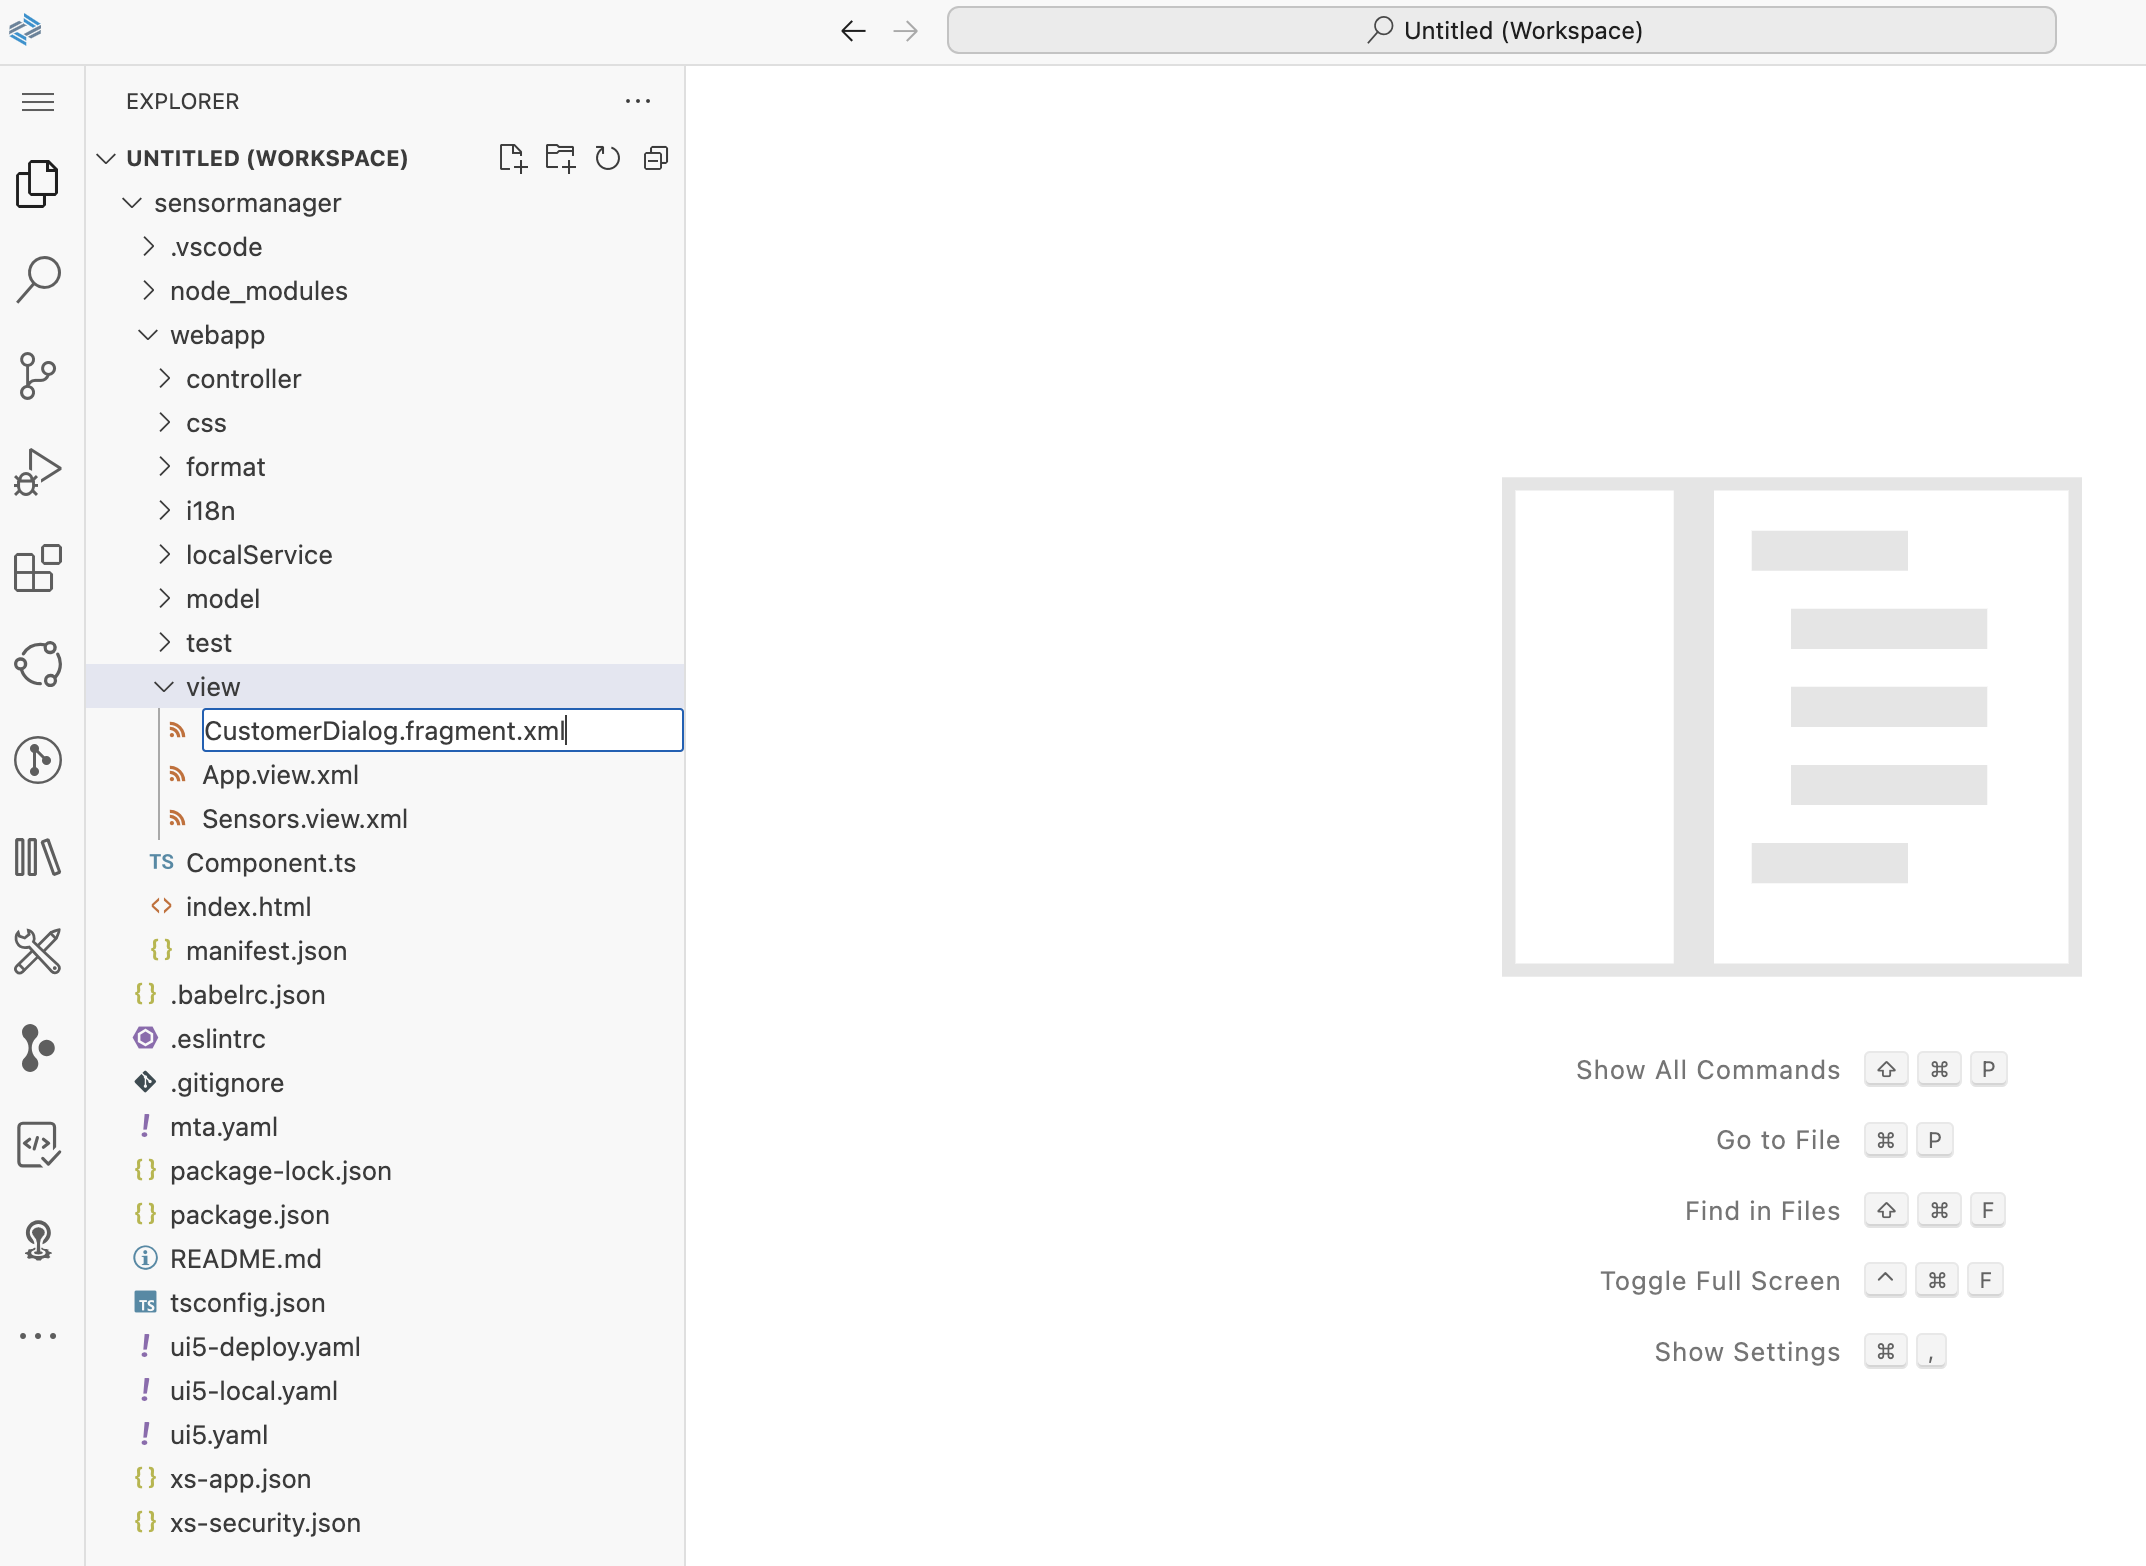 Untitled (Workspace)
EXPLORER
UNTITLED (WORKSPACE)
sensormanager
.vscode
node_modules
webapp
controller
css
format
i18n
localService
model
test
view
CustomerDialog.fragment.xml
App.view.xml
Sensors.view.xml
TS Component.ts
<> index.html
{} manifest.json
{} .babelrc.json
.eslintrc
.gitignore
! mta.yaml
{} package-lock.json
{} package.json
README.md
TS tsconfig.json
! ui5-deploy.yaml
! ui5-local.yaml
! ui5.yaml
{} xs-app.json
{} xs-security.json
Show All Commands ⇧ ⌘ P
Go to File ⌘ P
Find in Files ⇧ ⌘ F
Toggle Full Screen ^ ⌘ F
Show Settings ⌘ ,